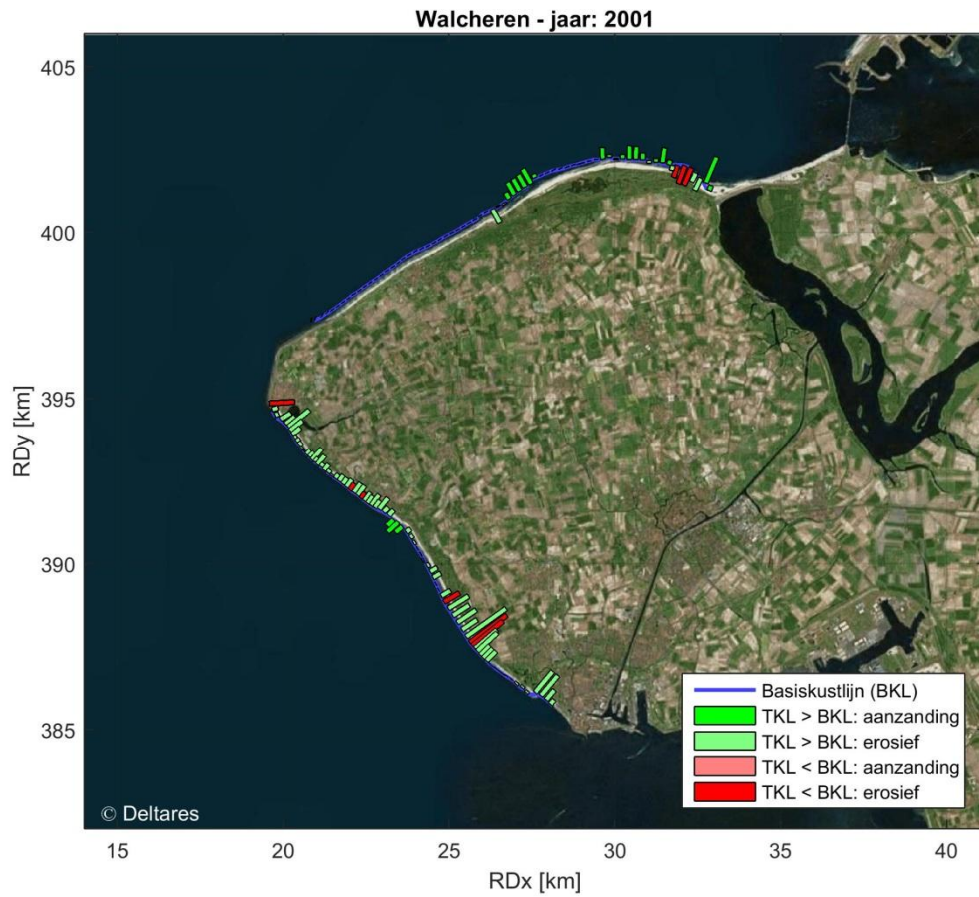 Walcheren - jaar: 2001
405
400
395
390
385
RDy [km]
Basiskustlijn (BKL)
TKL > BKL: aanzanding
TKL > BKL: erosief
TKL < BKL: aanzanding
TKL < BKL: erosief
© Deltares
15 20 25 30 35 40
RDx [km]